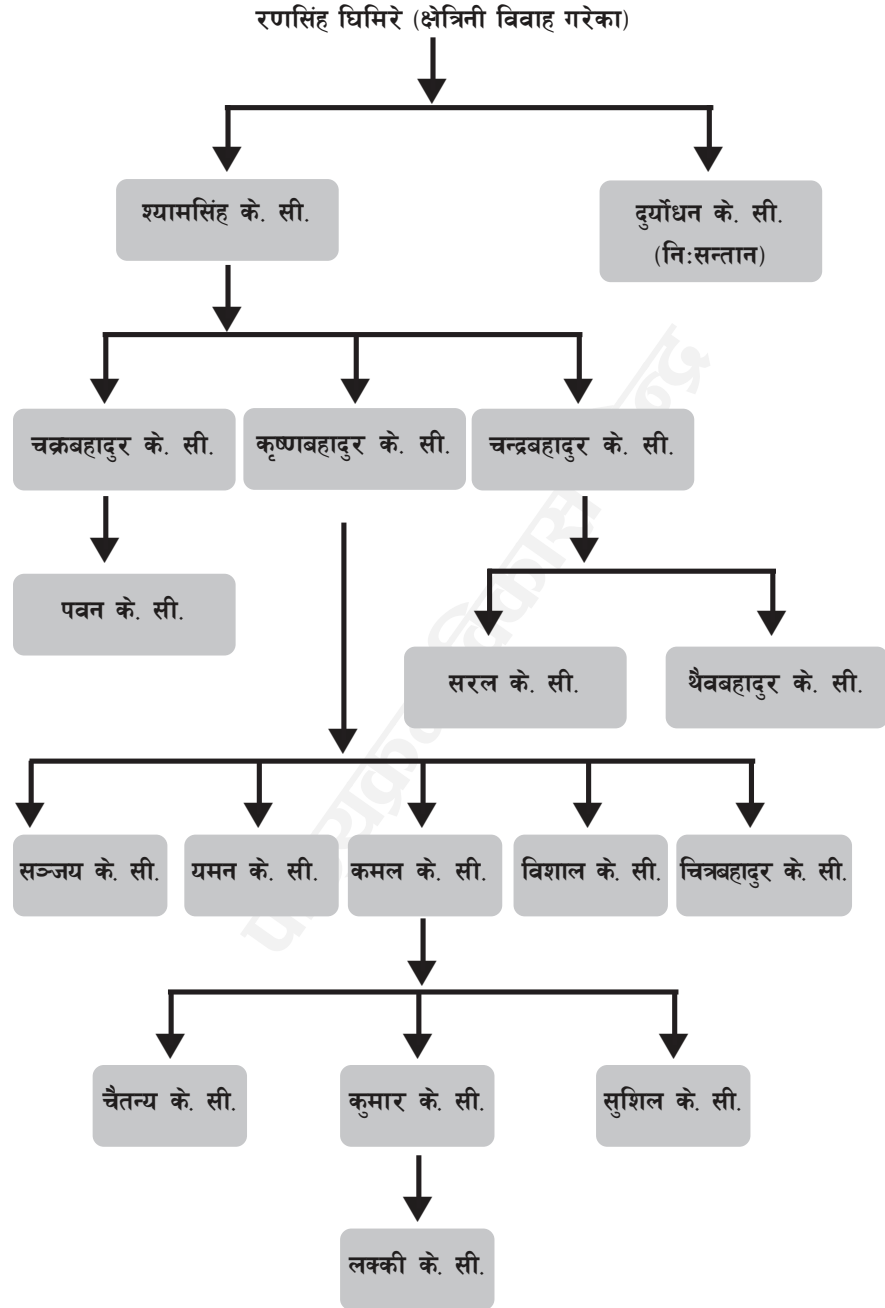 रणसिंह घिमिरे (क्षेत्रिनी विवाह गरेका)
श्यामसिंह के. सी.
दुर्योधन के. सी.
(नि:सन्तान)
चक्रबहादुर के. सी.
कृष्णबहादुर के. सी.
चन्द्रबहादुर के. सी.
पवन के. सी.
सरल के. सी.
थैवबहादुर के. सी.
सञ्जय के. सी.
यमन के. सी.
कमल के. सी.
विशाल के. सी.
चित्रबहादुर के. सी.
चैतन्य के. सी.
कुमार के. सी.
सुशिल के. सी.
लक्की के. सी.